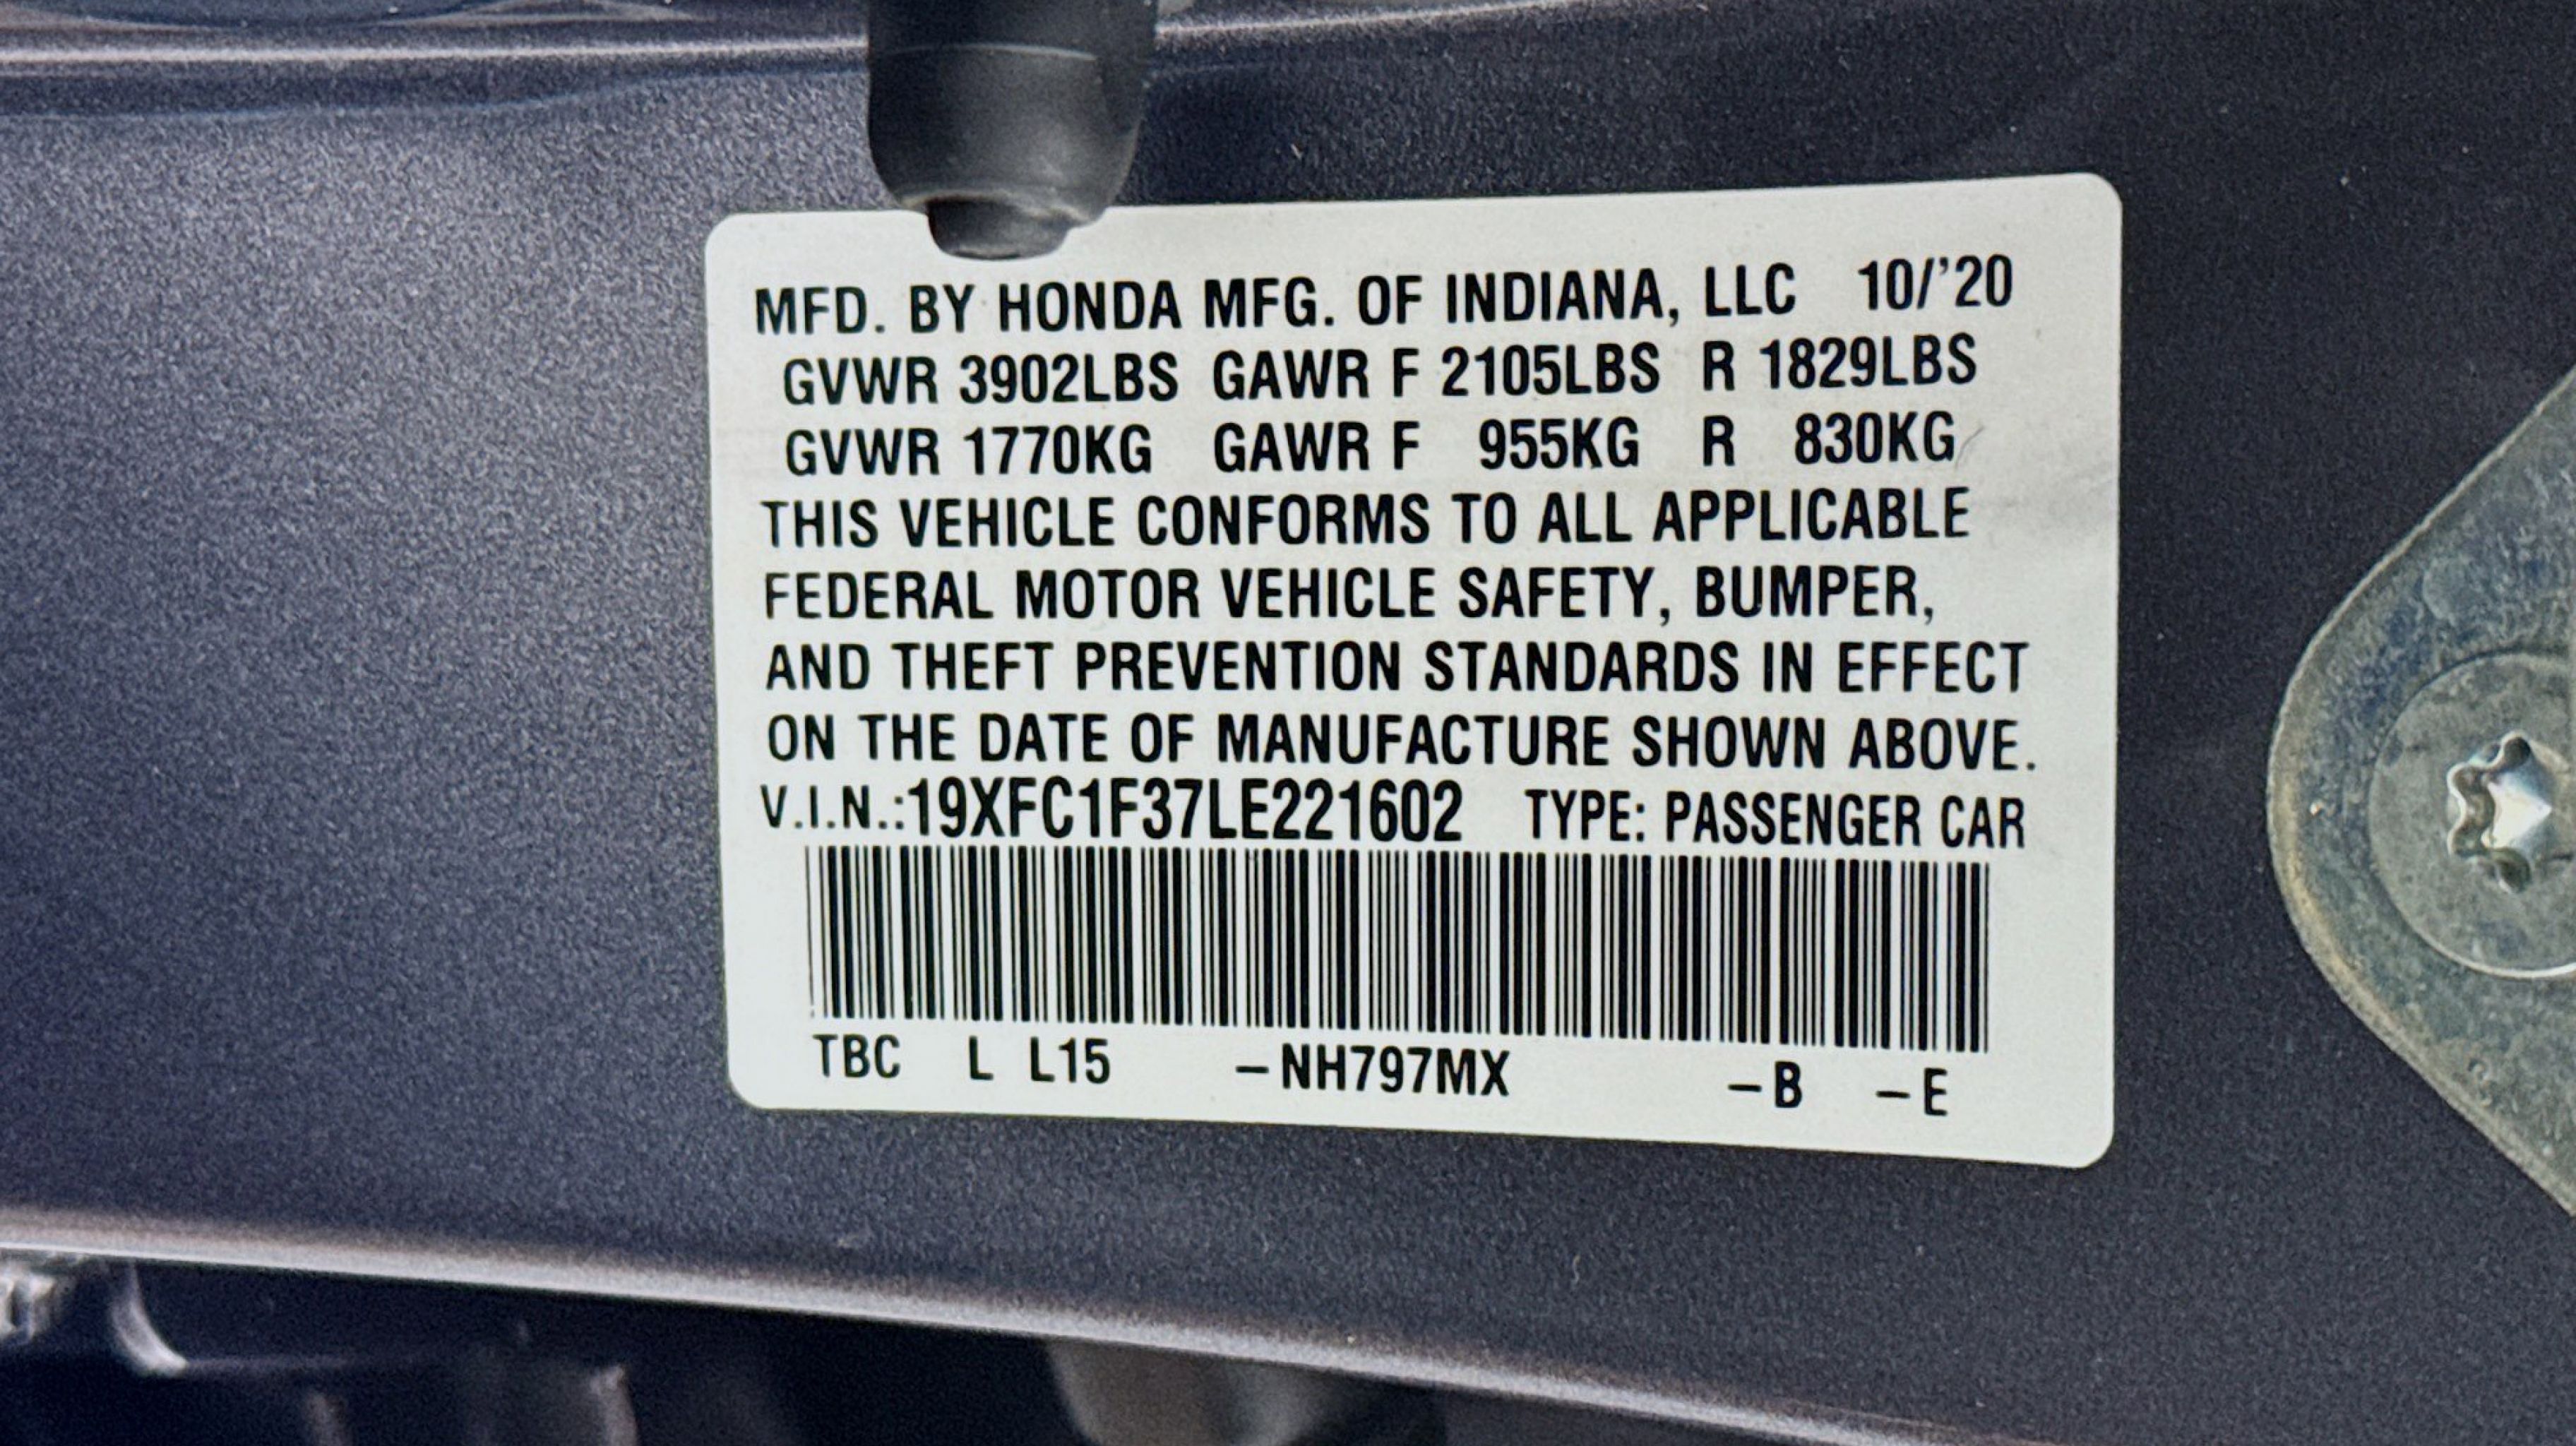 MFD. BY HONDA MFG. OF INDIANA, LLC 10/'20
GVWR 3902LBS GAWR F 2105LBS R 1829LBS
GVWR 1770KG GAWR F 955KG R 830KG
THIS VEHICLE CONFORMS TO ALL APPLICABLE
FEDERAL MOTOR VEHICLE SAFETY, BUMPER,
AND THEFT PREVENTION STANDARDS IN EFFECT
ON THE DATE OF MANUFACTURE SHOWN ABOVE.
V.I.N.:19XFC1F37LE221602 TYPE: PASSENGER CAR
TBC L L15 –NH797MX –B –E